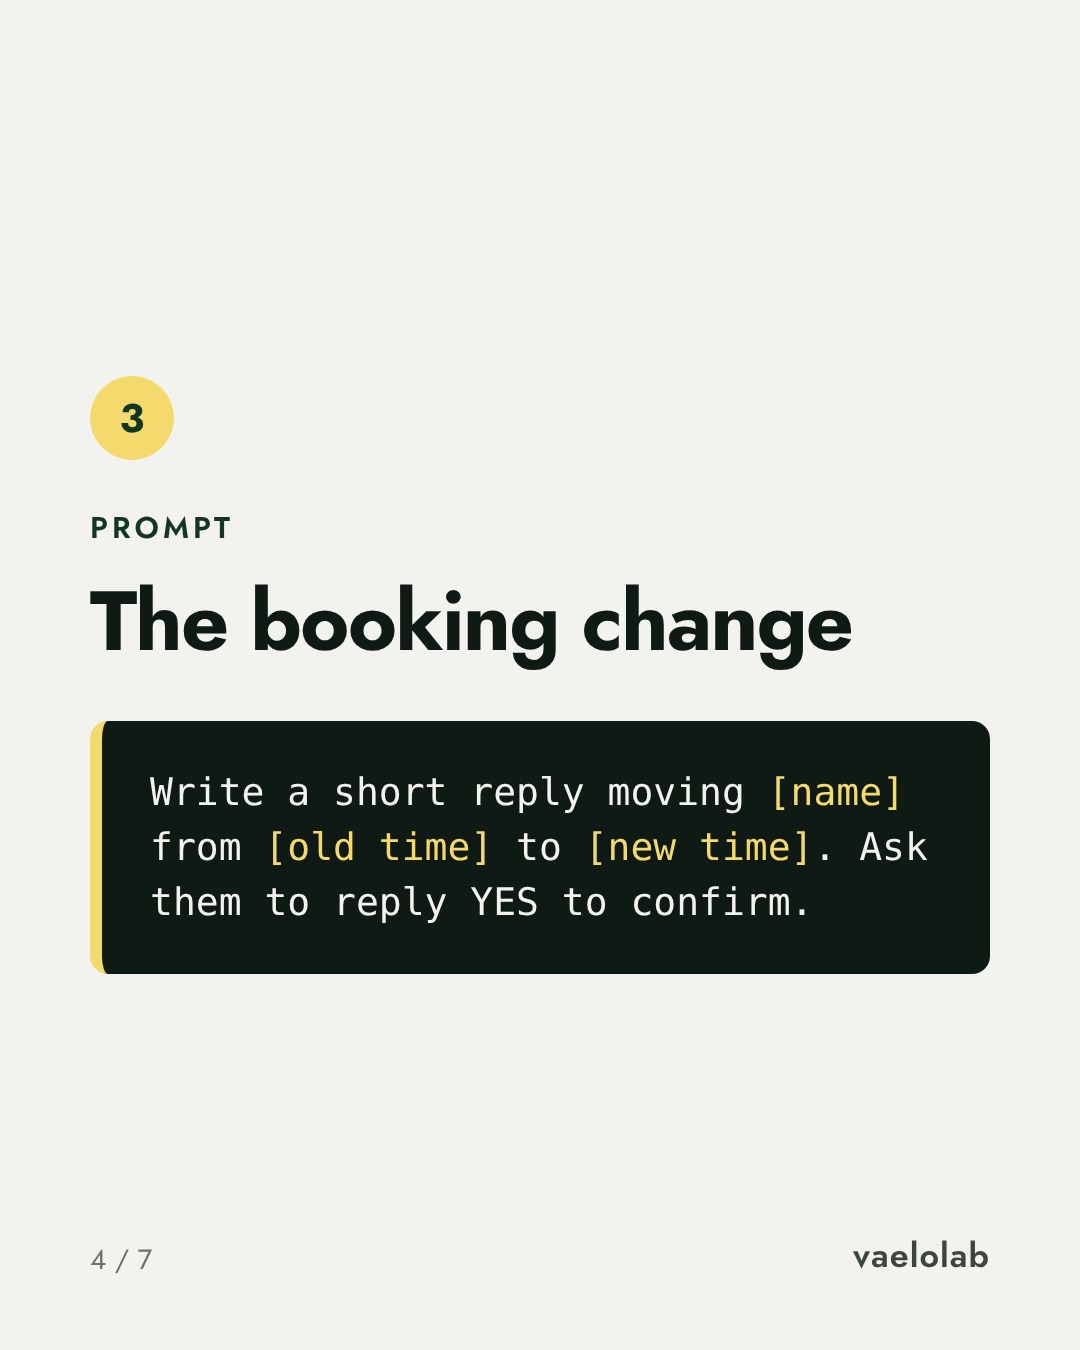 3
PROMPT
The booking change
Write a short reply moving [name]
from [old time] to [new time]. Ask
them to reply YES to confirm.
4 / 7
vaelolab